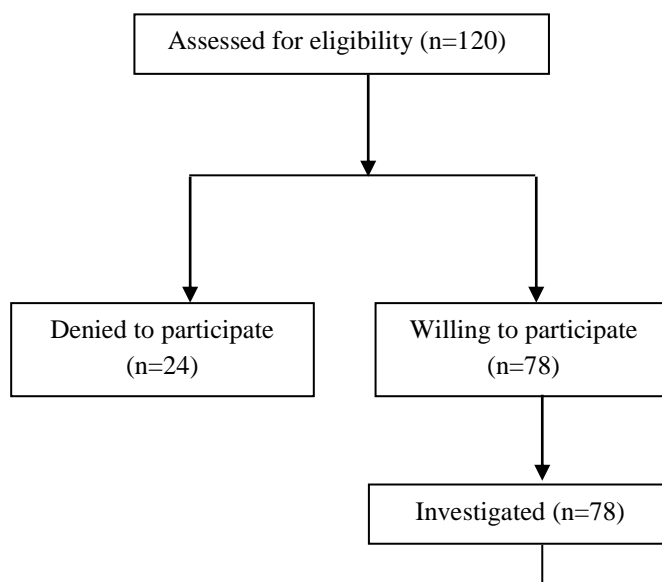 Assessed for eligibility (n=120)
Denied to participate
(n=24)
Willing to participate
(n=78)
Investigated (n=78)